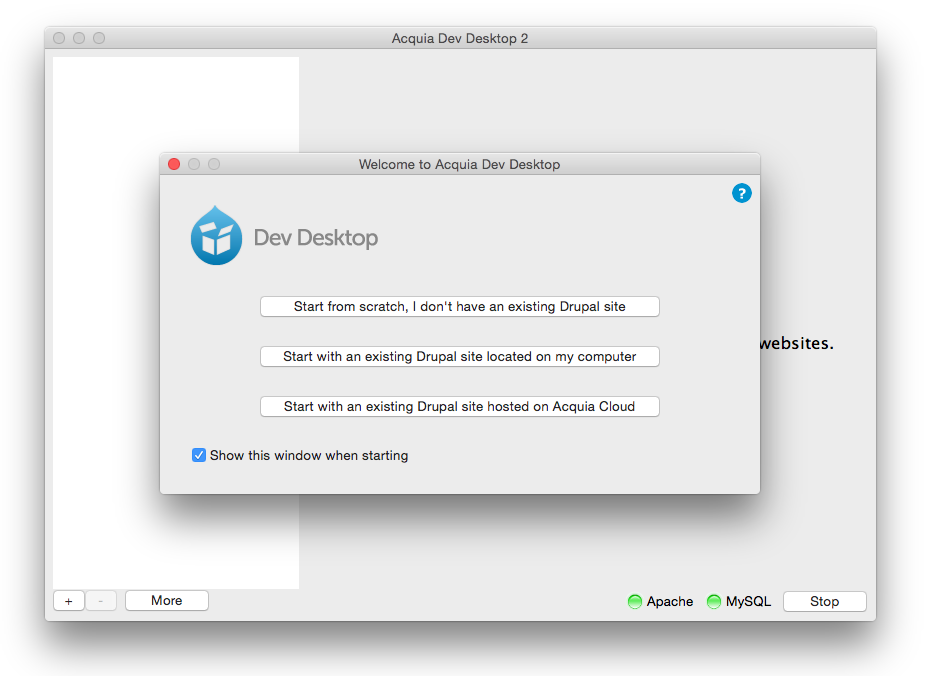 Acquia Dev Desktop 2
Welcome to Acquia Dev Desktop
?
Dev Desktop
Start from scratch, I don't have an existing Drupal site
websites.
Start with an existing Drupal site located on my computer
Start with an existing Drupal site hosted on Acquia Cloud
Show this window when starting
+ - More Apache MySQL Stop